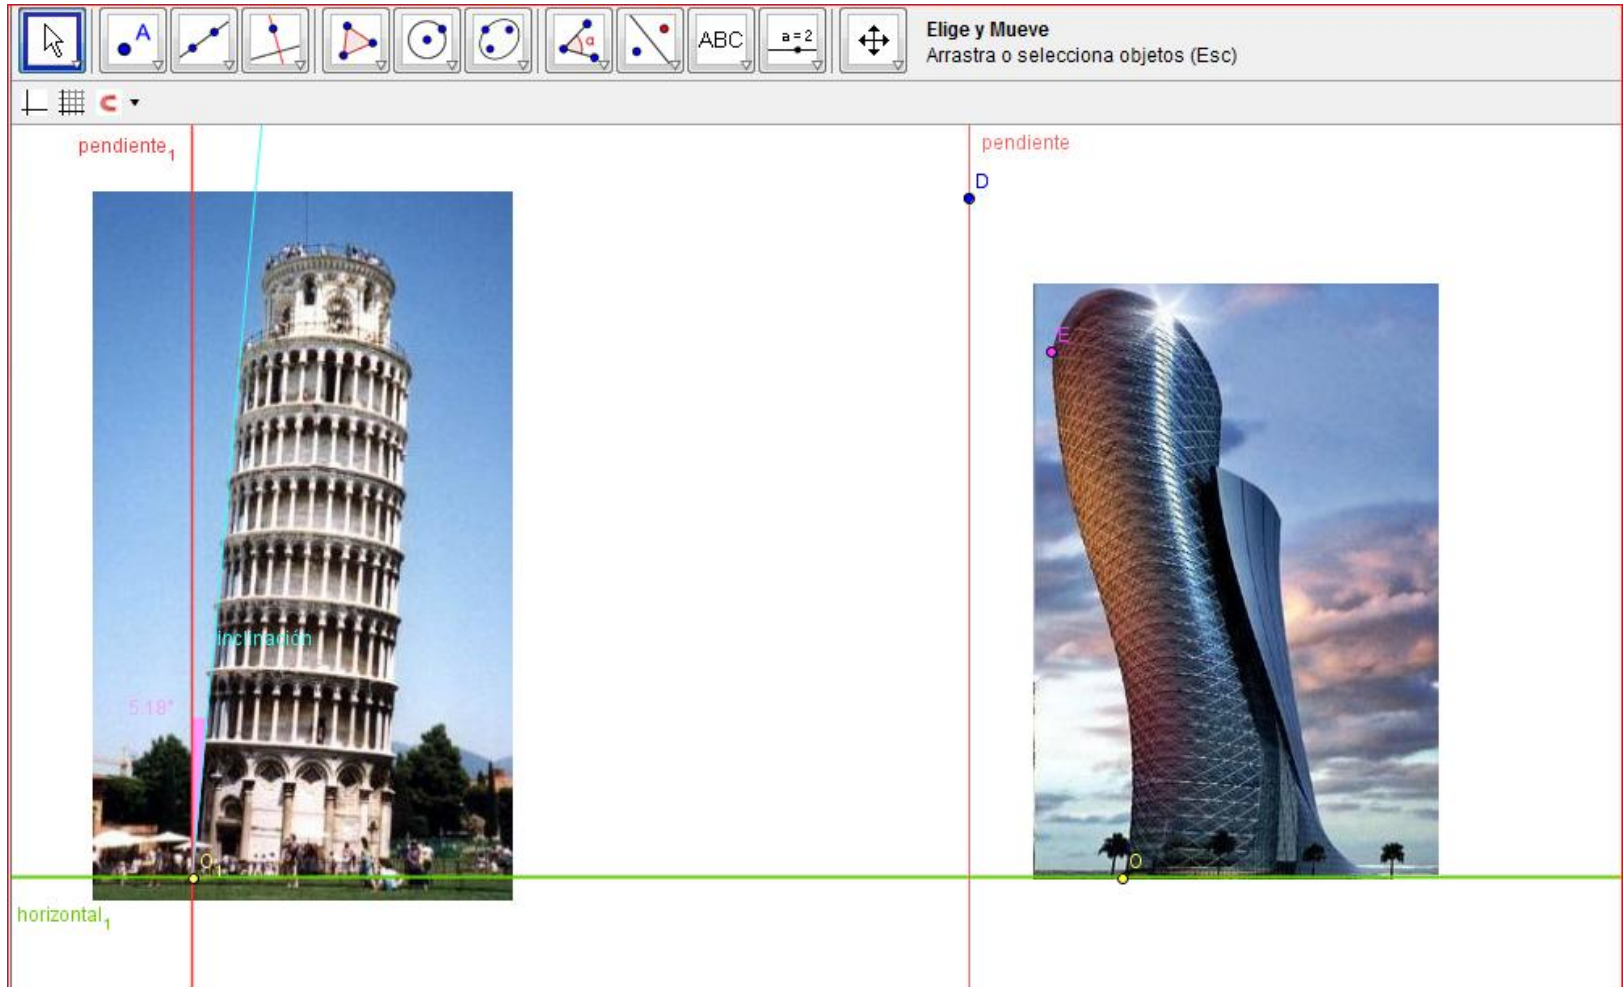 A
α
ABC
a=2
Elige y Mueve
Arrastra o selecciona objetos (Esc)
pendiente₁
pendiente
D
E
inclinación
5.18°
O₁
O
horizontal₁